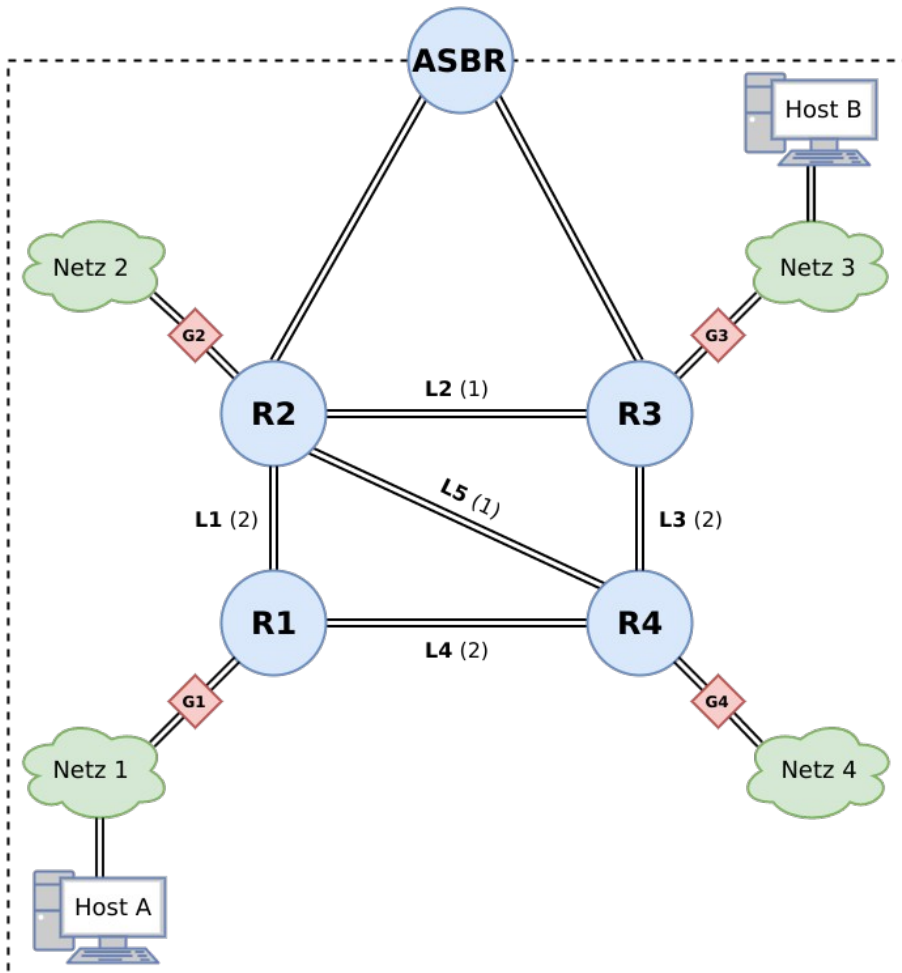 ASBR
Host B
Netz 2
Netz 3
G2
G3
L2 (1)
R2
R3
L5 (1)
L1 (2)
L3 (2)
R1
R4
L4 (2)
G1
G4
Netz 1
Netz 4
Host A